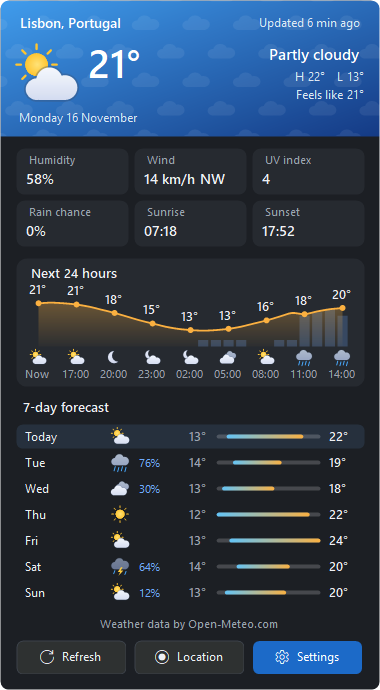 Lisbon, Portugal
Updated 6 min ago
21°
Partly cloudy
H 22° L 13°
Feels like 21°
Monday 16 November
Humidity
58%
Wind
14 km/h NW
UV index
4
Rain chance
0%
Sunrise
07:18
Sunset
17:52
Next 24 hours
21° 21° 18° 15° 13° 13° 16° 18° 20°
Now 17:00 20:00 23:00 02:00 05:00 08:00 11:00 14:00
7-day forecast
Today 13° 22°
Tue 76% 14° 19°
Wed 30% 13° 18°
Thu 12° 22°
Fri 13° 24°
Sat 64% 14° 20°
Sun 12% 13° 20°
Weather data by Open-Meteo.com
Refresh
Location
Settings